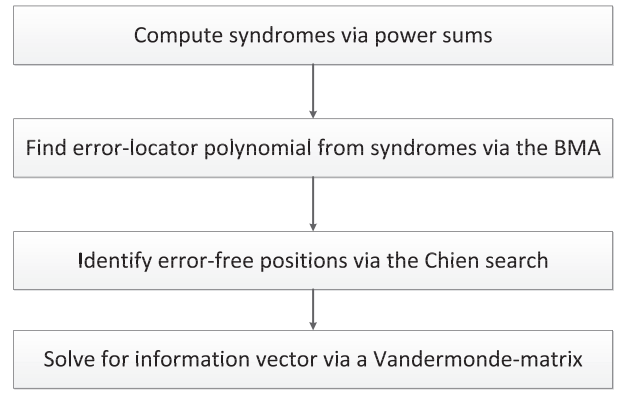 Compute syndromes via power sums
Find error-locator polynomial from syndromes via the BMA
Identify error-free positions via the Chien search
Solve for information vector via a Vandermonde-matrix